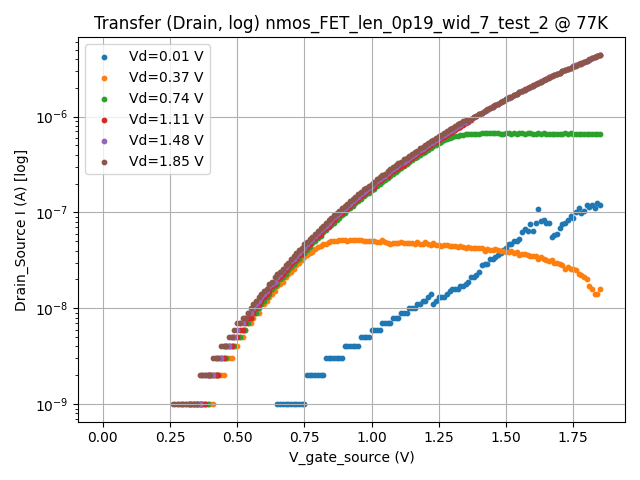 Transfer (Drain, log) nmos_FET_len_0p19_wid_7_test_2 @ 77K
Vd=0.01 V
Vd=0.37 V
Vd=0.74 V
Vd=1.11 V
Vd=1.48 V
Vd=1.85 V
Drain_Source I (A) [log]
10⁻⁶
10⁻⁷
10⁻⁸
10⁻⁹
0.00 0.25 0.50 0.75 1.00 1.25 1.50 1.75
V_gate_source (V)